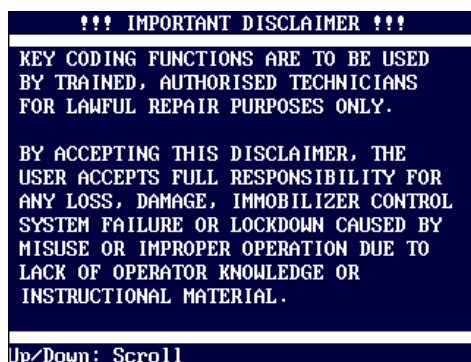 !!! IMPORTANT DISCLAIMER !!!
KEY CODING FUNCTIONS ARE TO BE USED
BY TRAINED, AUTHORISED TECHNICIANS
FOR LAWFUL REPAIR PURPOSES ONLY.
BY ACCEPTING THIS DISCLAIMER, THE
USER ACCEPTS FULL RESPONSIBILITY FOR
ANY LOSS, DAMAGE, IMMOBILIZER CONTROL
SYSTEM FAILURE OR LOCKDOWN CAUSED BY
MISUSE OR IMPROPER OPERATION DUE TO
LACK OF OPERATOR KNOWLEDGE OR
INSTRUCTIONAL MATERIAL.
Up/Down: Scroll